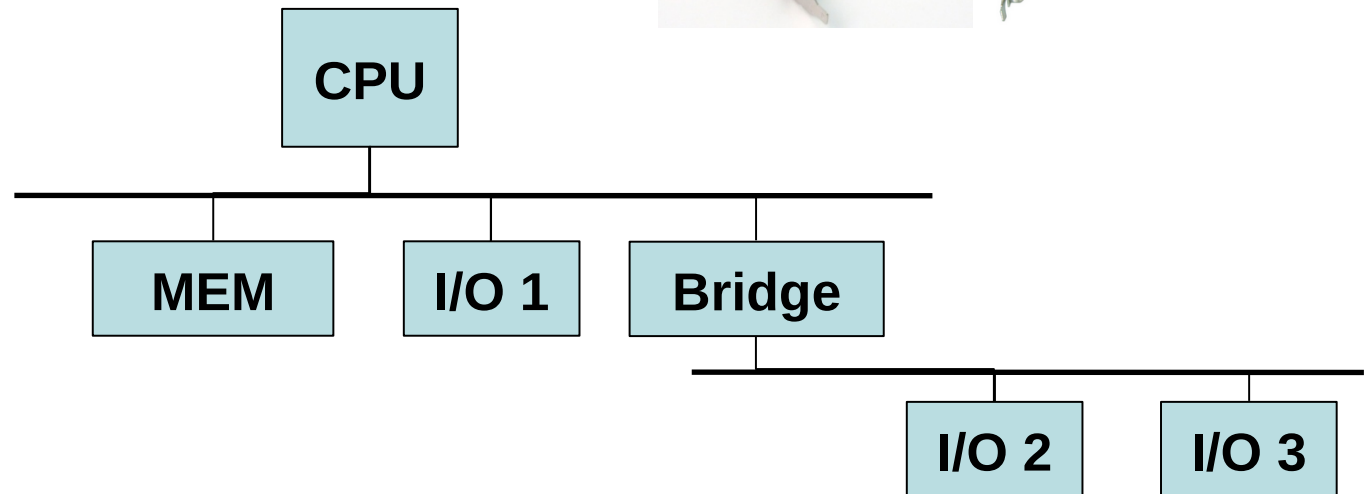 CPU
MEM
I/O 1
Bridge
I/O 2
I/O 3